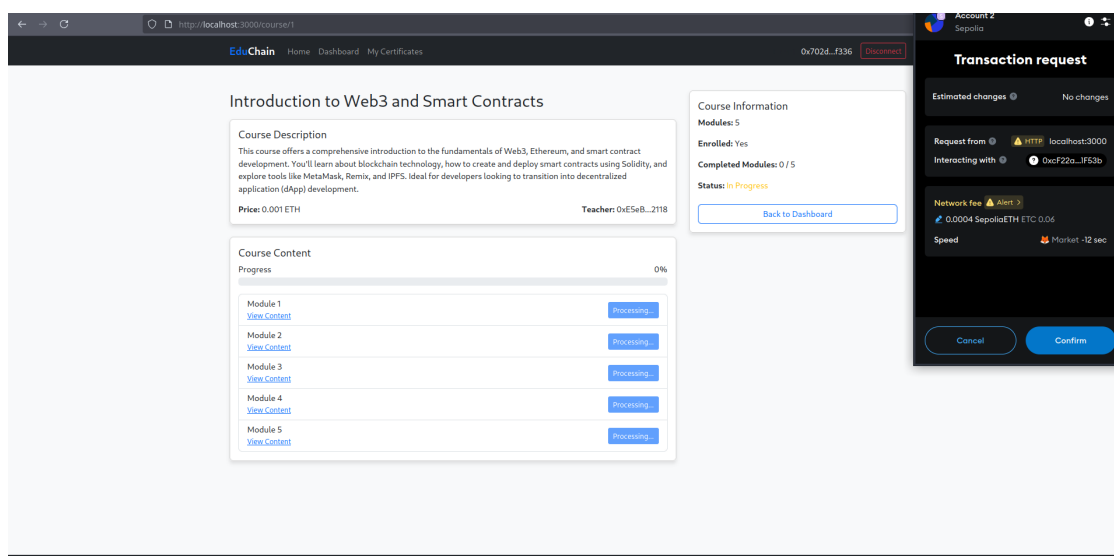 http://localhost:3000/course/1
EduChain Home Dashboard My Certificates 0x702d...f336 Disconnect
Introduction to Web3 and Smart Contracts
Course Description
This course offers a comprehensive introduction to the fundamentals of Web3, Ethereum, and smart contract
development. You'll learn about blockchain technology, how to create and deploy smart contracts using Solidity, and
explore tools like MetaMask, Remix, and IPFS. Ideal for developers looking to transition into decentralized
application (dApp) development.
Price: 0.001 ETH Teacher: 0xE5eB...2118
Course Content
Progress 0%
Module 1
View Content
Processing...
Module 2
View Content
Processing...
Module 3
View Content
Processing...
Module 4
View Content
Processing...
Module 5
View Content
Processing...
Course Information
Modules: 5
Enrolled: Yes
Completed Modules: 0 / 5
Status: In Progress
Back to Dashboard
Account 2
Sepolia
Transaction request
Estimated changes No changes
Request from HTTP localhost:3000
Interacting with 0xcF22a...1F53b
Network fee Alert >
0.0004 SepoliaETH ETC 0.06
Speed Market ~12 sec
Cancel Confirm